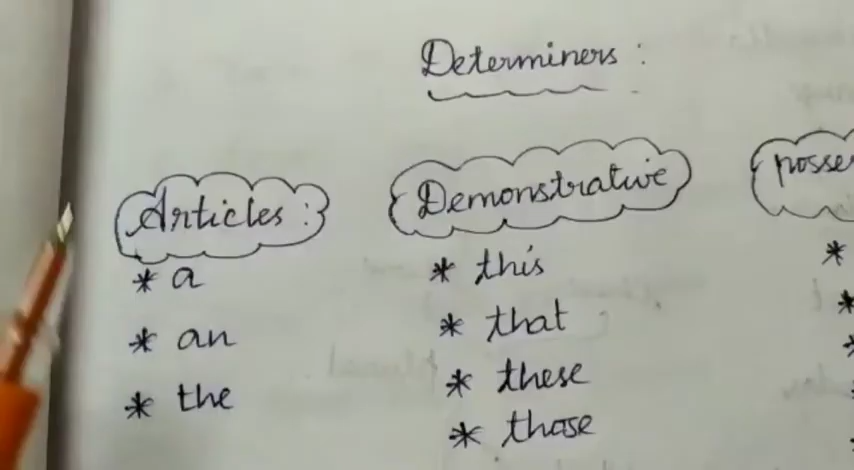 Determiners :
Articles :
* a
* an
* the
Demonstrative
* this
* that
* these
* those
*
*
*
*